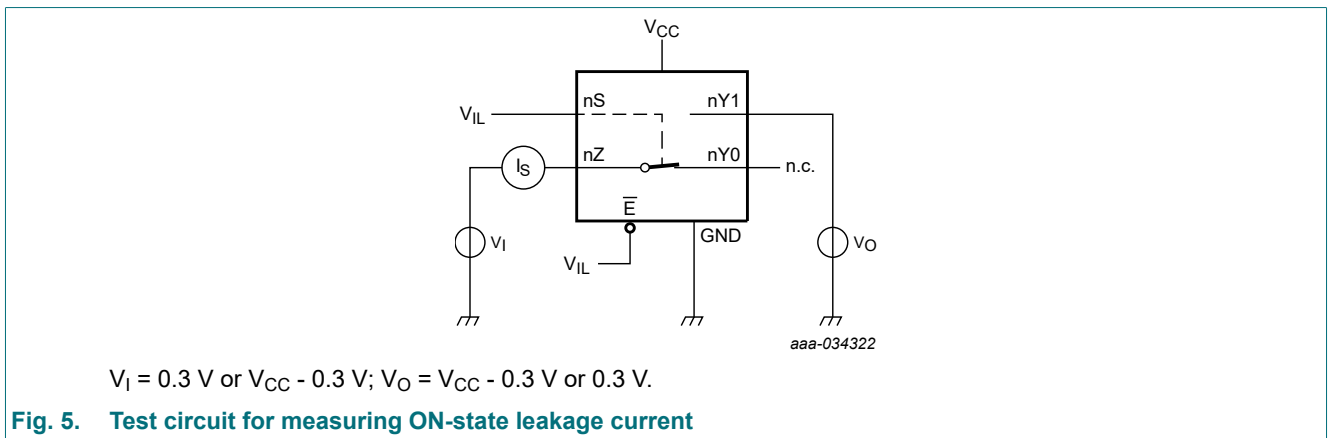 VCC
nS
nY1
VIL
nZ
nY0
IS
n.c.
E
GND
VI
VO
VIL
aaa-034322
VI = 0.3 V or VCC - 0.3 V; VO = VCC - 0.3 V or 0.3 V.
Fig. 5. Test circuit for measuring ON-state leakage current